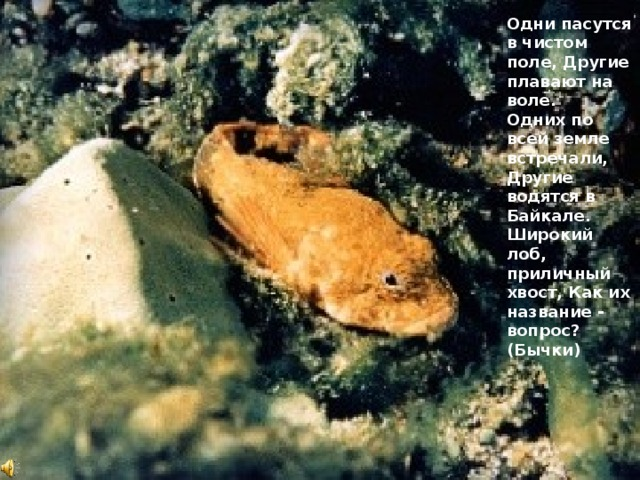 Одни пасутся
в чистом
поле, Другие
плавают на
воле.
Одних по
всей земле
встречали,
Другие
водятся в
Байкале.
Широкий
лоб,
приличный
хвост, Как их
название -
вопрос?
(Бычки)